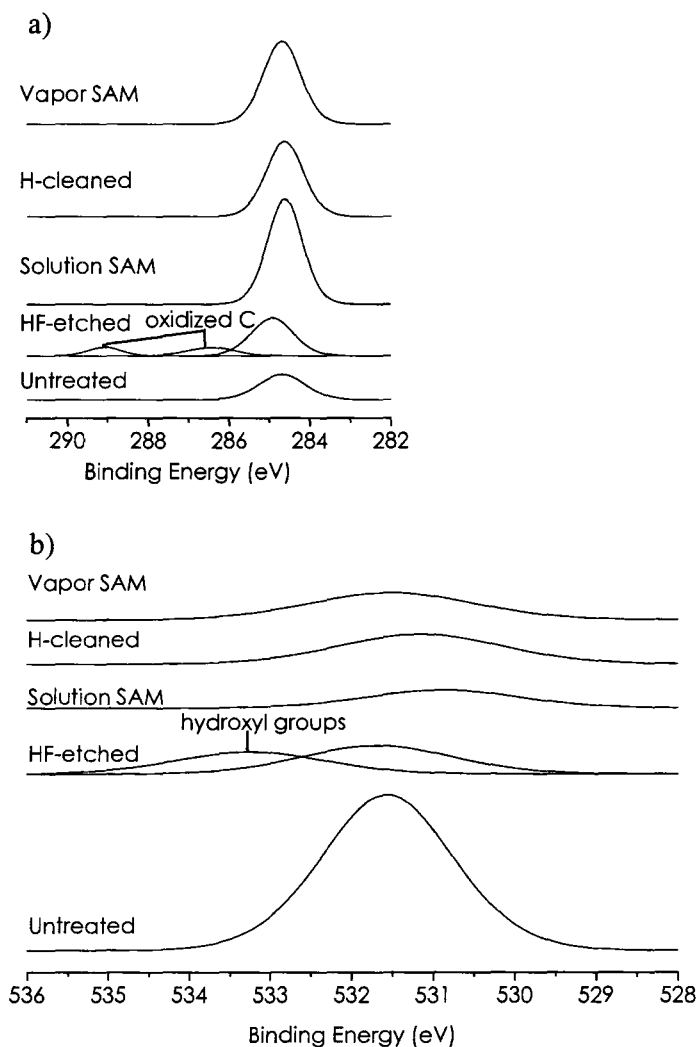 a)
Vapor SAM
H-cleaned
Solution SAM
HF-etched oxidized C
Untreated
290 288 286 284 282
Binding Energy (eV)
b)
Vapor SAM
H-cleaned
Solution SAM
hydroxyl groups
HF-etched
Untreated
536 535 534 533 532 531 530 529 528
Binding Energy (eV)